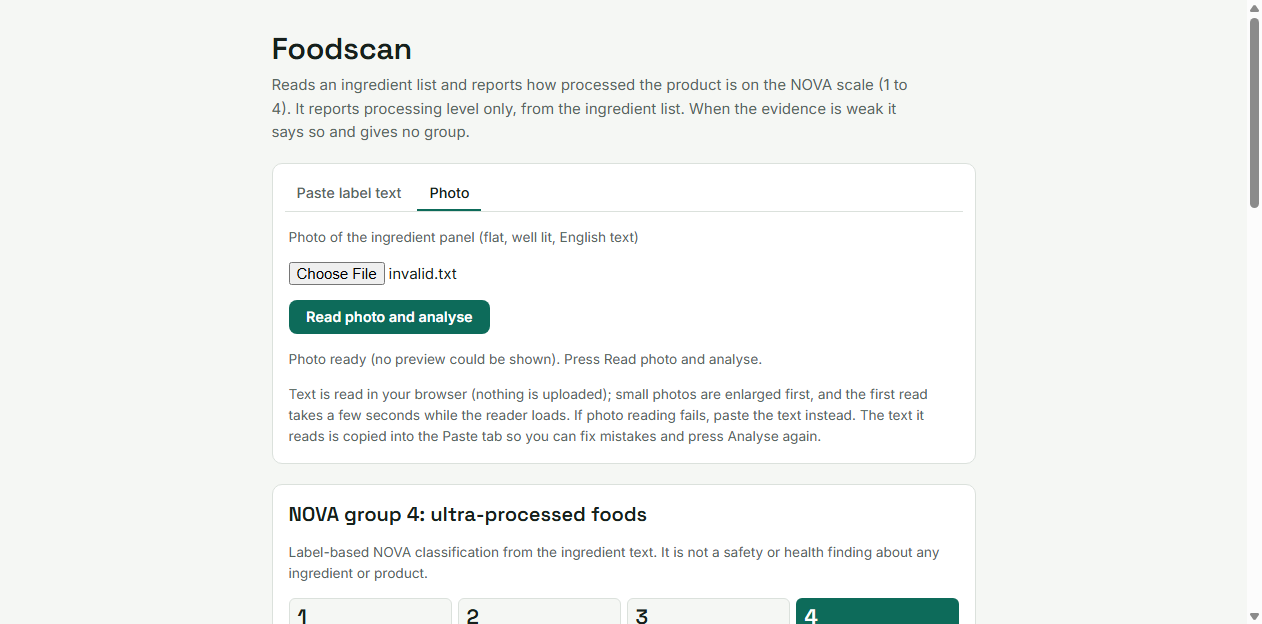 Foodscan
Reads an ingredient list and reports how processed the product is on the NOVA scale (1 to
4). It reports processing level only, from the ingredient list. When the evidence is weak it
says so and gives no group.
Paste label text Photo
Photo of the ingredient panel (flat, well lit, English text)
Choose File invalid.txt
Read photo and analyse
Photo ready (no preview could be shown). Press Read photo and analyse.
Text is read in your browser (nothing is uploaded); small photos are enlarged first, and the first read
takes a few seconds while the reader loads. If photo reading fails, paste the text instead. The text it
reads is copied into the Paste tab so you can fix mistakes and press Analyse again.
NOVA group 4: ultra-processed foods
Label-based NOVA classification from the ingredient text. It is not a safety or health finding about any
ingredient or product.
1 2 3 4